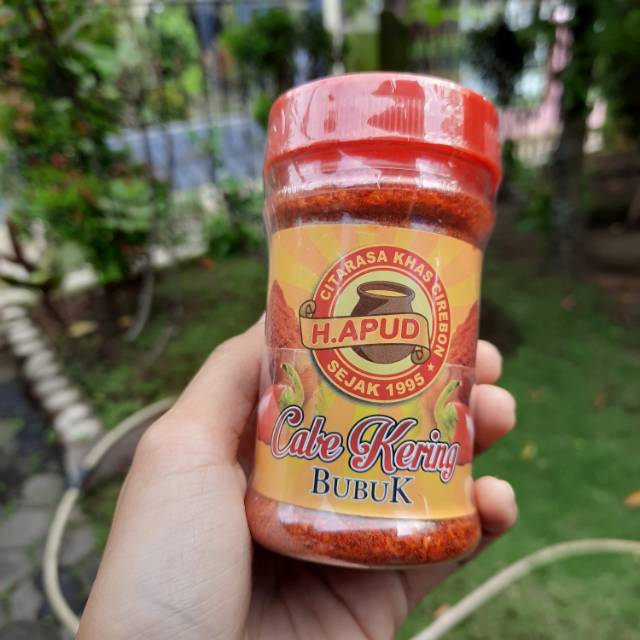 CITARASA KHAS CIREBON
H.APUD
SEJAK 1995
Cabe Kering
BUBUK